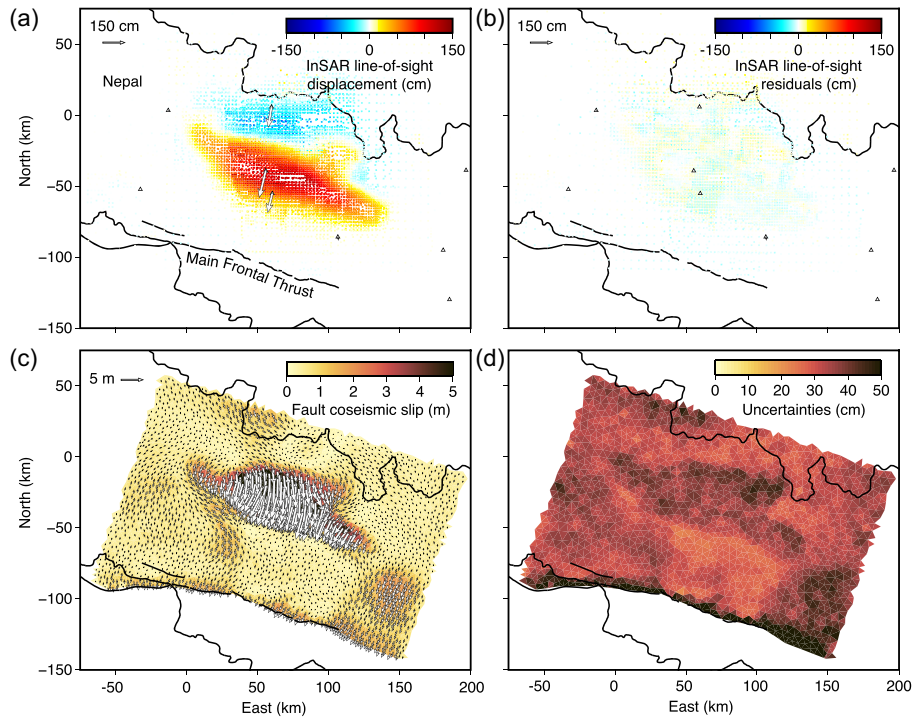 (a)
150 cm
-150
0
150
InSAR line-of-sight
displacement (cm)
Nepal
Main Frontal Thrust
50
0
−50
−100
−150
North (km)
(b)
150 cm
-150
0
150
InSAR line-of-sight
residuals (cm)
(c)
5 m
0 1 2 3 4 5
Fault coseismic slip (m)
50
0
−50
−100
−150
North (km)
−50 0 50 100 150 200
East (km)
(d)
0 10 20 30 40 50
Uncertainties (cm)
−50 0 50 100 150 200
East (km)